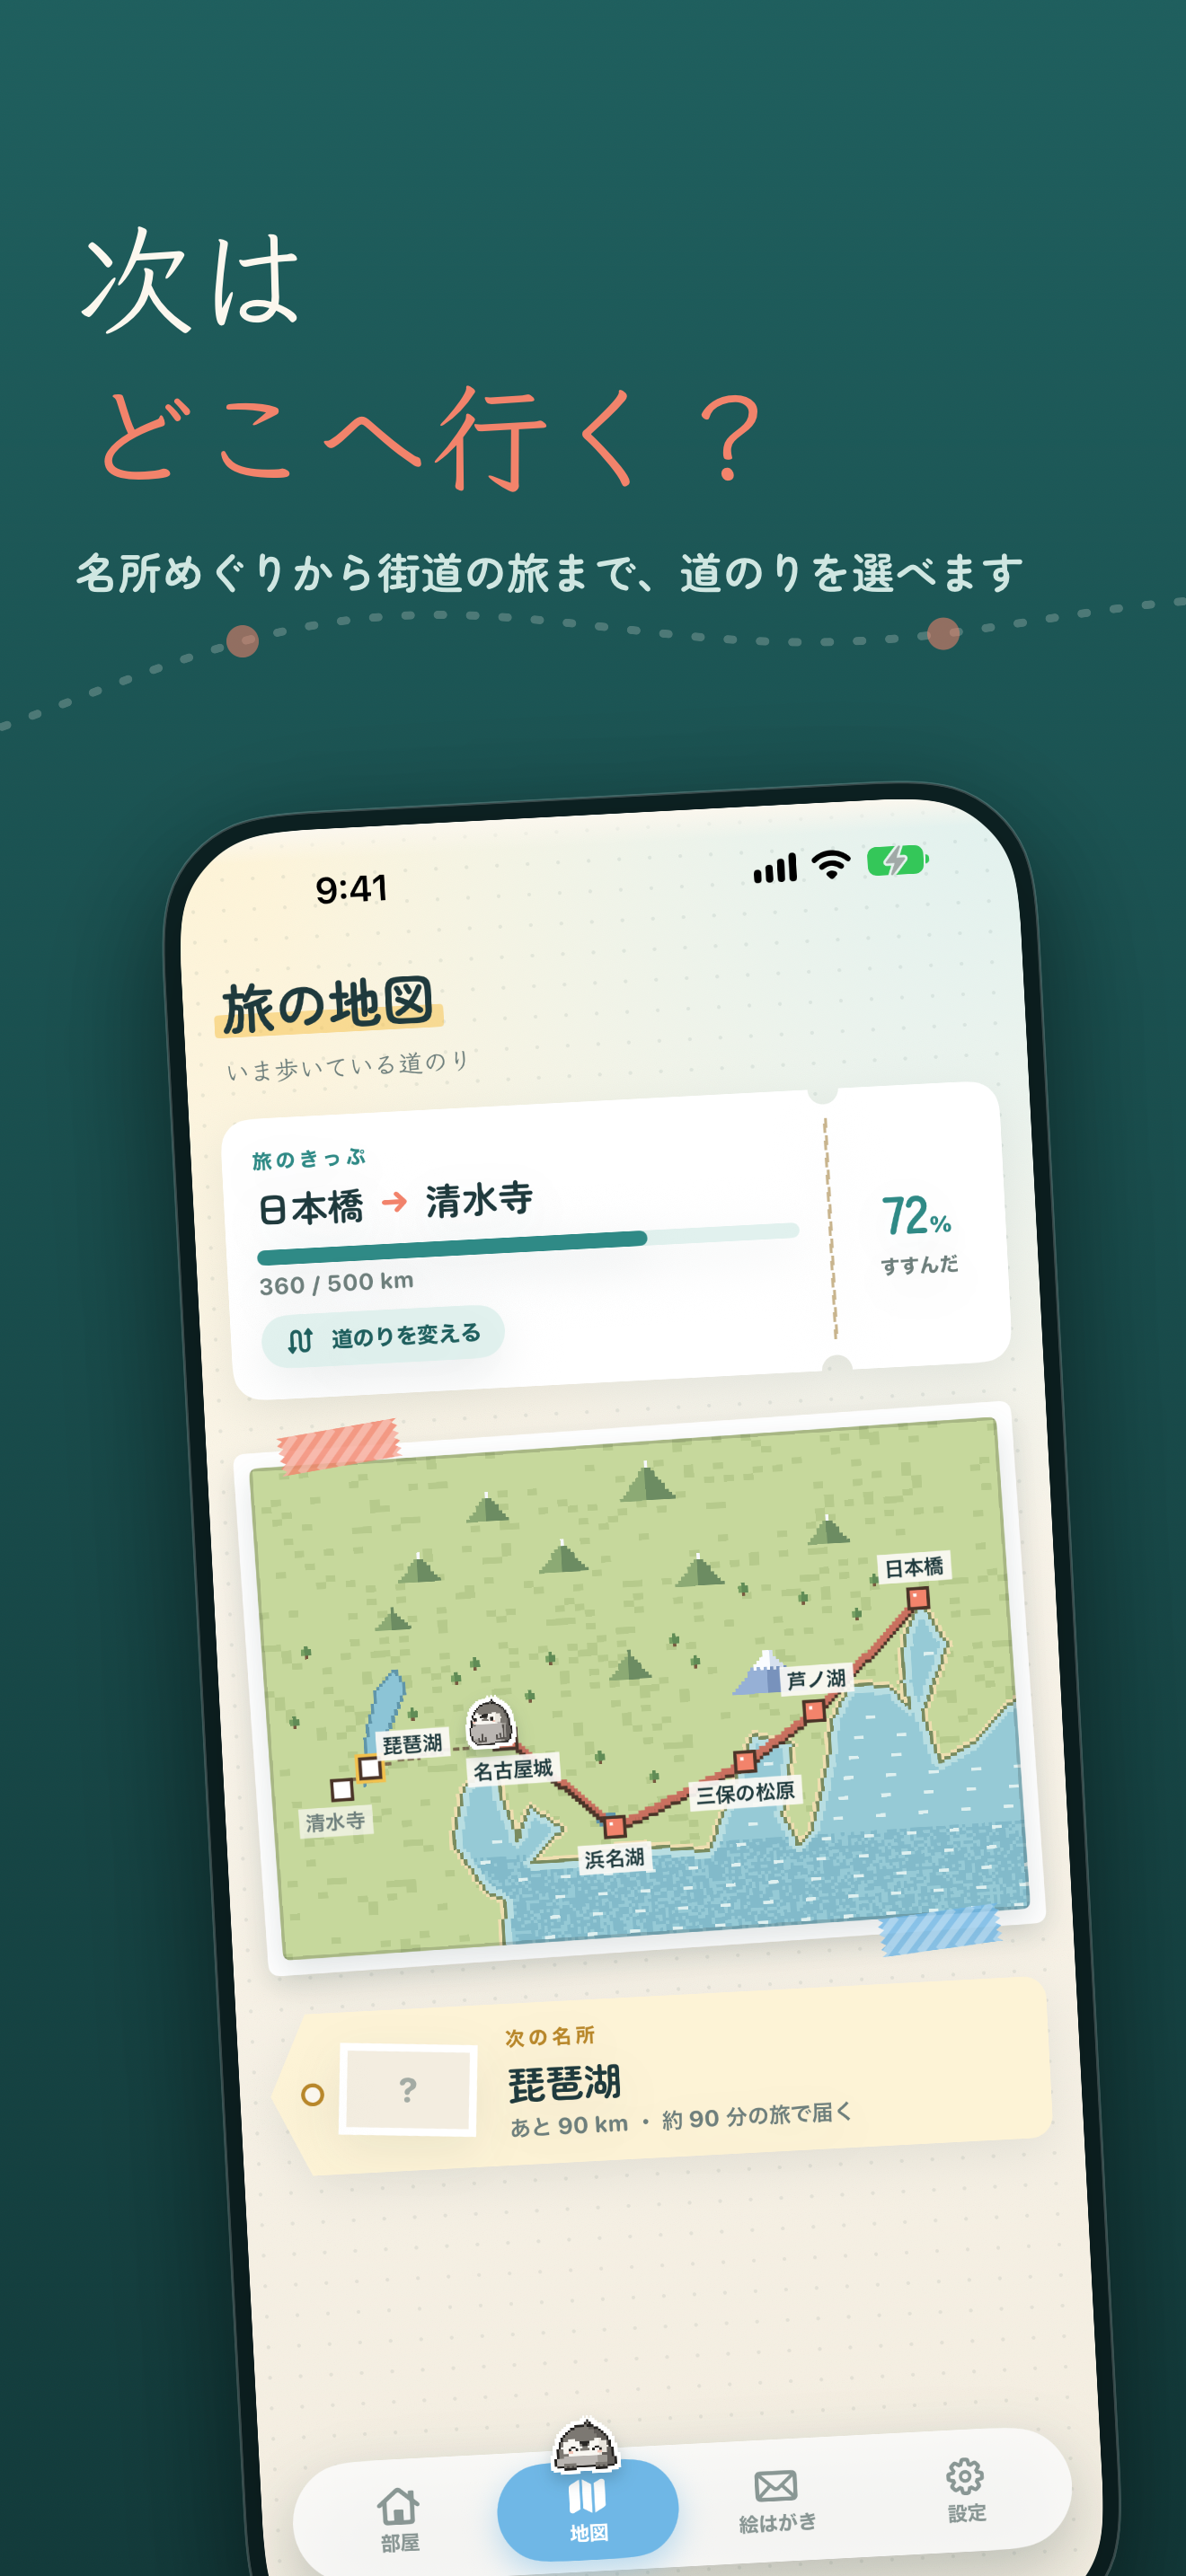 次は
どこへ行く？
名所めぐりから街道の旅まで、道のりを選べます
9:41
旅の地図
いま歩いている道のり
旅のきっぷ
日本橋 → 清水寺
72%
すすんだ
360 / 500 km
道のりを変える
日本橋
芦ノ湖
琵琶湖
名古屋城
三保の松原
清水寺
浜名湖
次の名所
?
琵琶湖
あと 90 km ・ 約 90 分の旅で届く
部屋
地図
絵はがき
設定